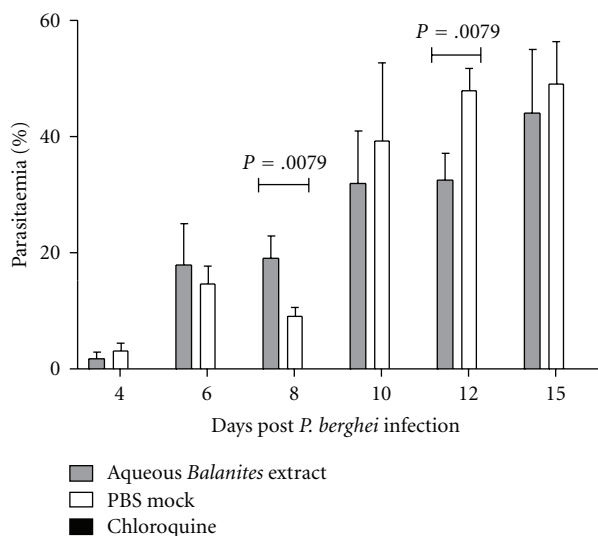 60
P = .0079
40
P = .0079
20
0
Parasitaemia (%)
4 6 8 10 12 15
Days post P. berghei infection
Aqueous Balanites extract
PBS mock
Chloroquine